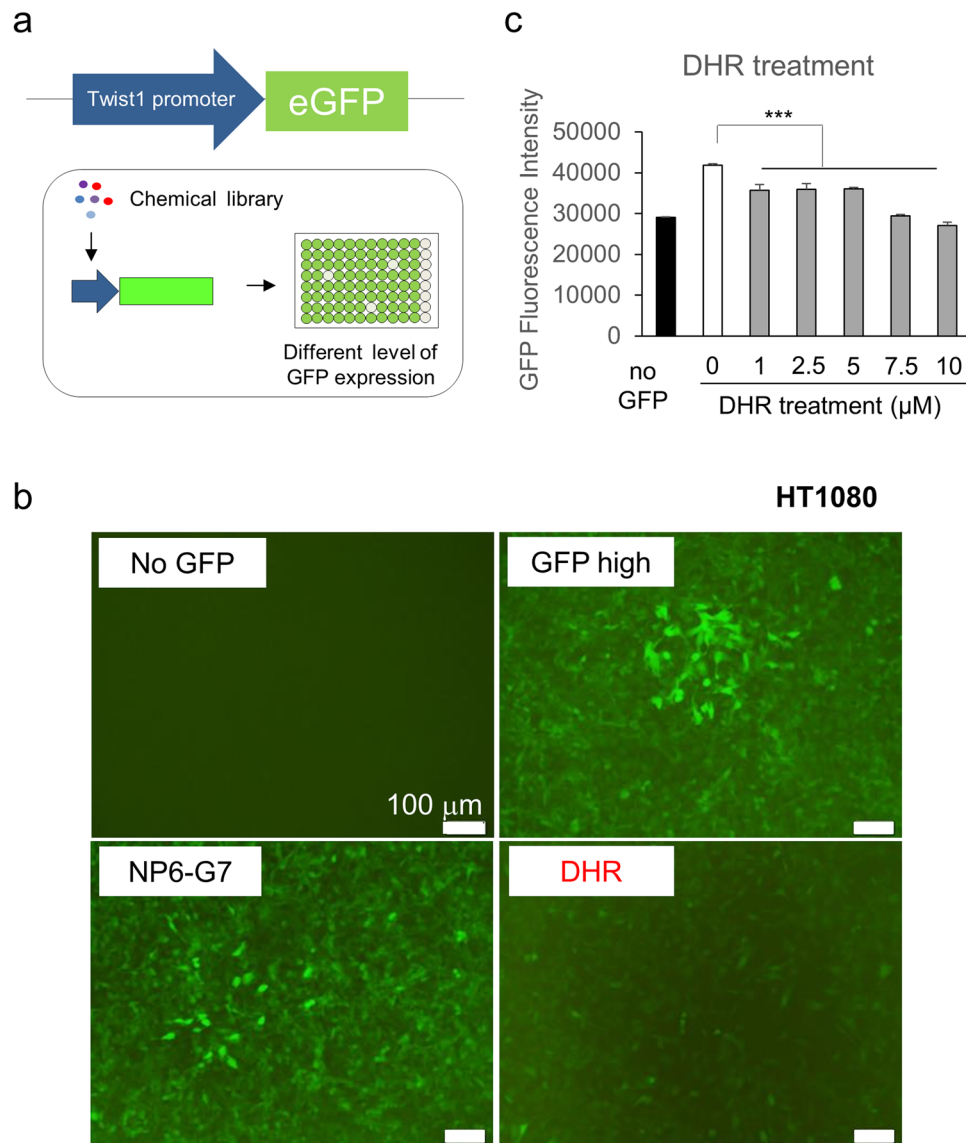 a
Twist1 promoter
eGFP
Chemical library
Different level of
GFP expression
c
DHR treatment
GFP Fluorescence Intensity
50000
40000
30000
20000
10000
0
***
no
GFP
0 1 2.5 5 7.5 10
DHR treatment (µM)
b
HT1080
No GFP
100 µm
GFP high
NP6-G7
DHR